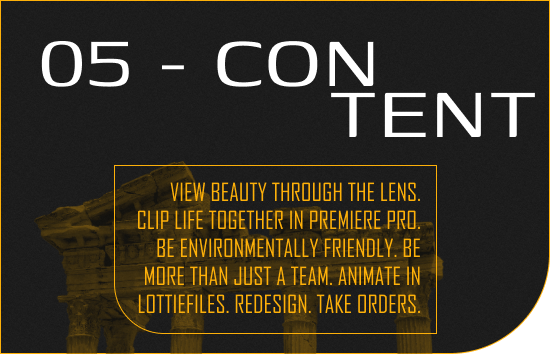 05 - CON
TENT
VIEW BEAUTY THROUGH THE LENS.
CLIP LIFE TOGETHER IN PREMIERE PRO.
BE ENVIRONMENTALLY FRIENDLY. BE
MORE THAN JUST A TEAM. ANIMATE IN
LOTTIEFILES. REDESIGN. TAKE ORDERS.